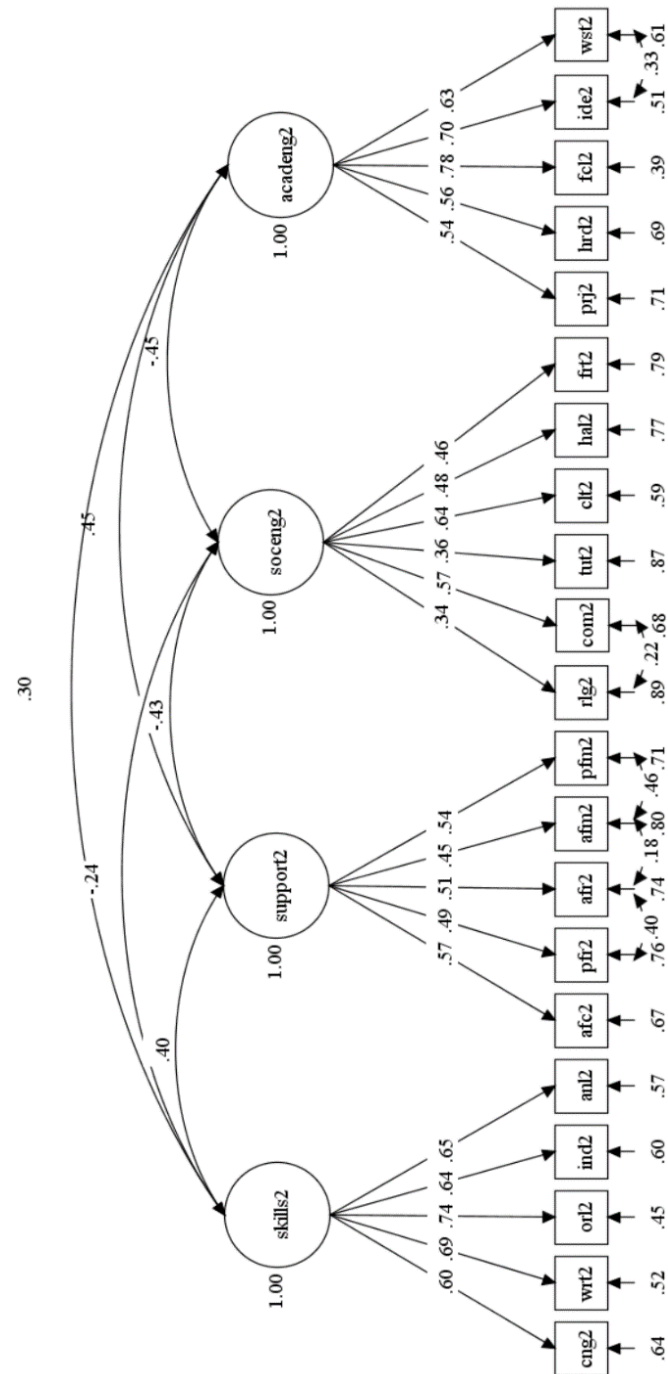 .30
-.24 .45
.40 -.43 -.45
1.00 1.00 1.00 1.00
skills2 support2 soceng2 acadeng2
.60 .69 .74 .64 .65 .57 .49 .51 .45 .54 .34 .57 .36 .64 .48 .46 .54 .56 .78 .70 .63
cng2 wrt2 orl2 ind2 anl2 afc2 pfr2 afr2 afm2 pfm2 rlg2 com2 tut2 clt2 hal2 frt2 prj2 hrd2 fcl2 ide2 wst2
.40 .18 .46 .22 .33
.64 .52 .45 .60 .57 .67 .76 .74 .80 .71 .89 .68 .87 .59 .77 .79 .71 .69 .39 .51 .61